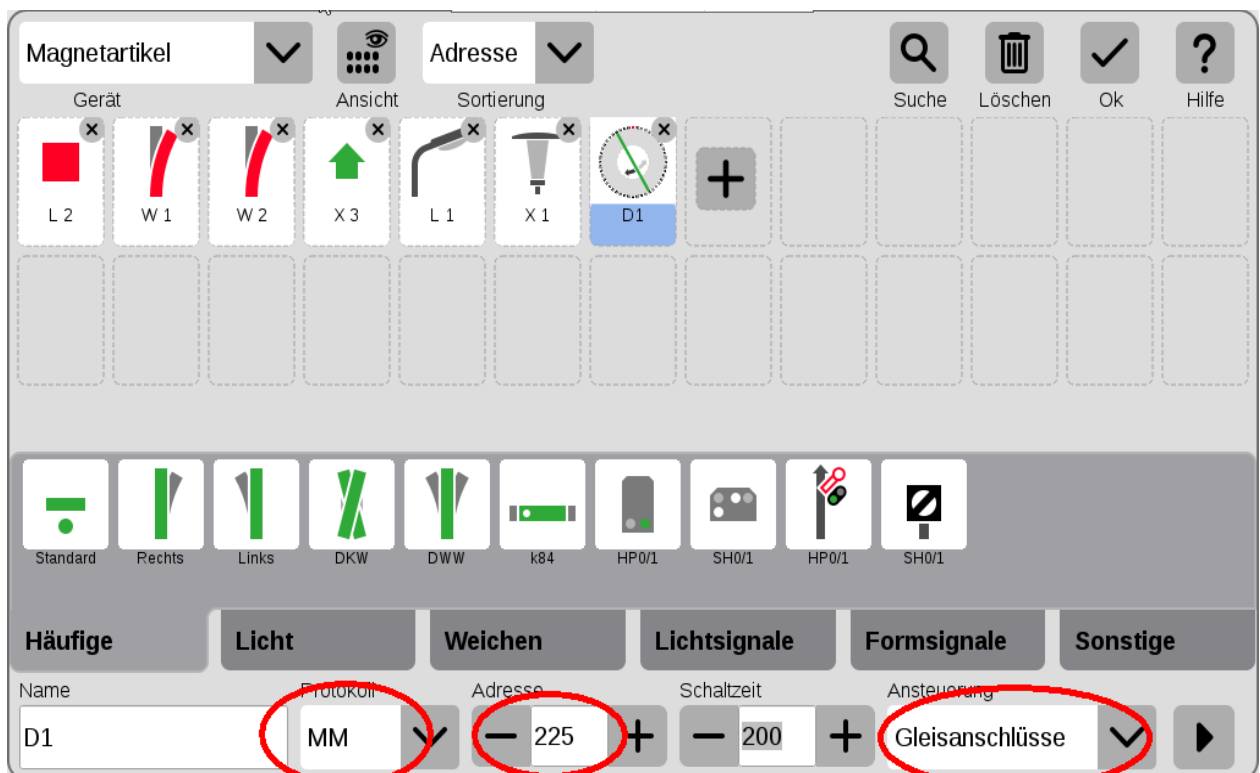 Magnetartikel Adresse ?
Gerät Ansicht Sortierung Suche Löschen Ok Hilfe
L 2 W 1 W 2 X 3 L 1 X 1 D1
Standard Rechts Links DKW DWW k84 HP0/1 SH0/1 HP0/1 SH0/1
Häufige Licht Weichen Lichtsignale Formsignale Sonstige
Name Protokoll Adresse Schaltzeit Ansteuerung
D1 MM 225 200 Gleisanschlüsse